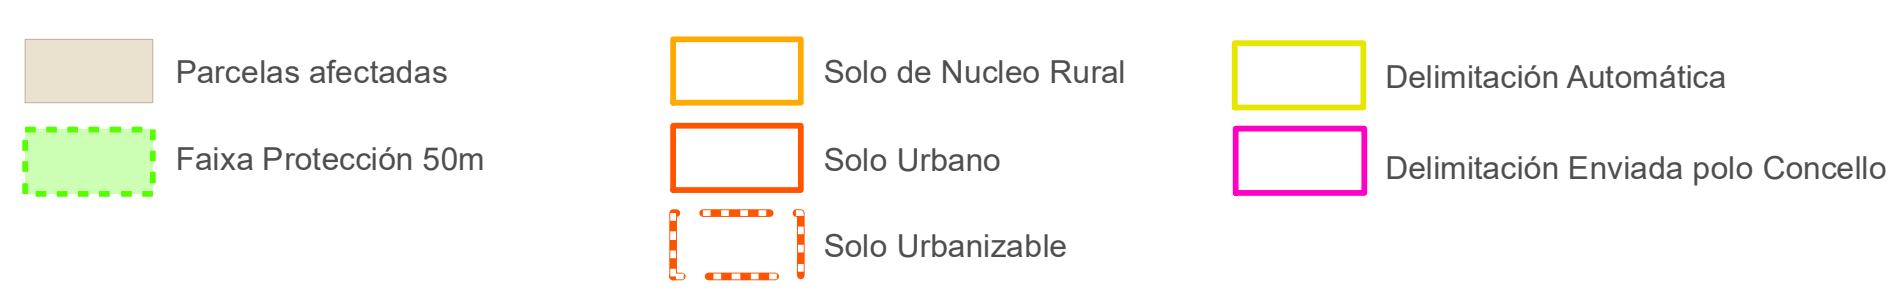 Parcelas afectadas
Faixa Protección 50m
Solo de Nucleo Rural
Solo Urbano
Solo Urbanizable
Delimitación Automática
Delimitación Enviada polo Concello